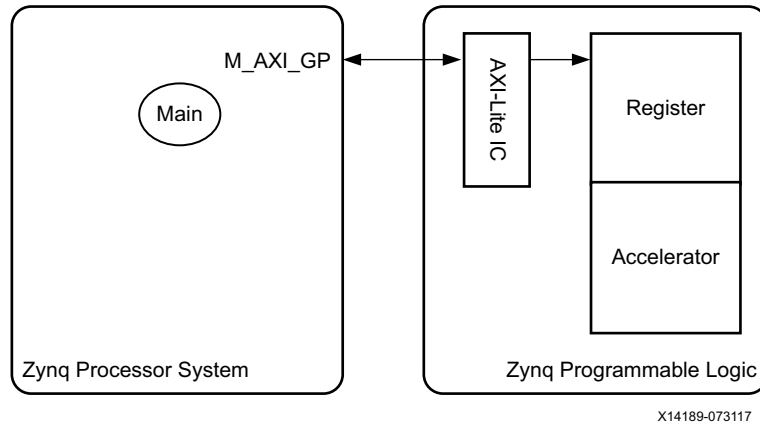 M_AXI_GP
Main
AXI-Lite IC
Register
Accelerator
Zynq Processor System
Zynq Programmable Logic
X14189-073117